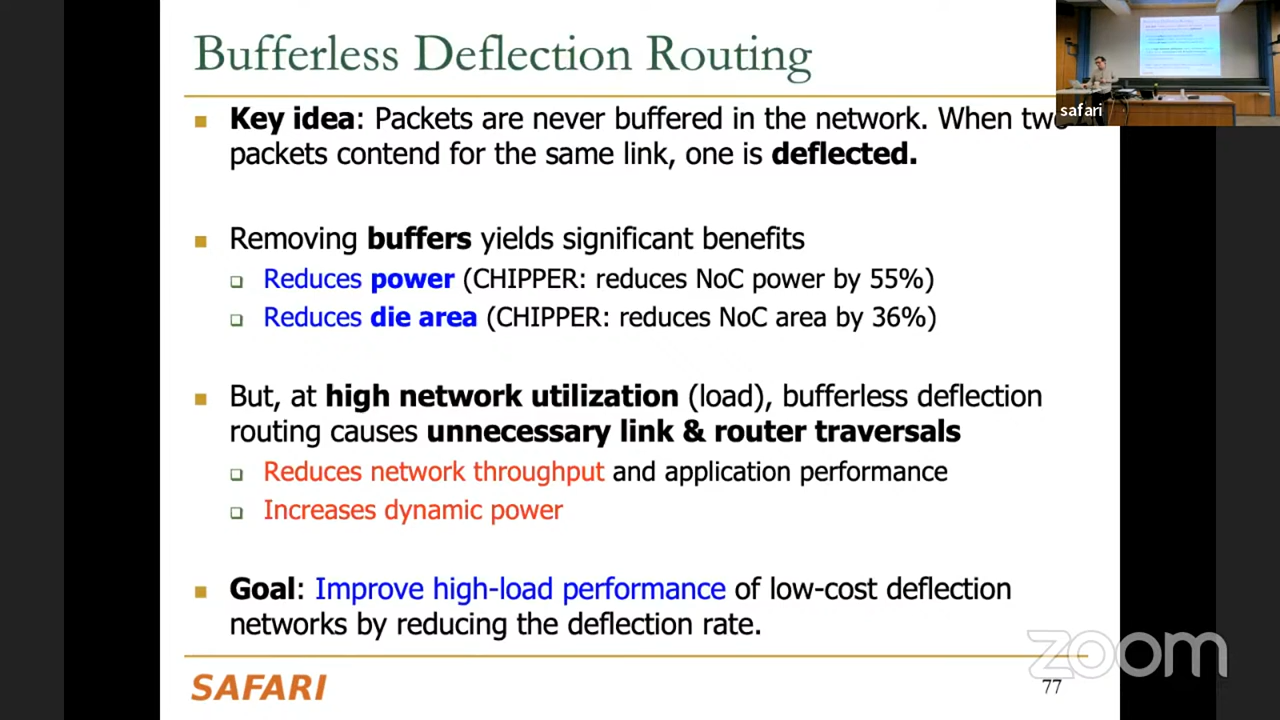 Bufferless Deflection Routing
Key idea: Packets are never buffered in the network. When two
packets contend for the same link, one is deflected.
Removing buffers yields significant benefits
Reduces power (CHIPPER: reduces NoC power by 55%)
Reduces die area (CHIPPER: reduces NoC area by 36%)
But, at high network utilization (load), bufferless deflection
routing causes unnecessary link & router traversals
Reduces network throughput and application performance
Increases dynamic power
Goal: Improve high-load performance of low-cost deflection
networks by reducing the deflection rate.
SAFARI
77
zoom
safari